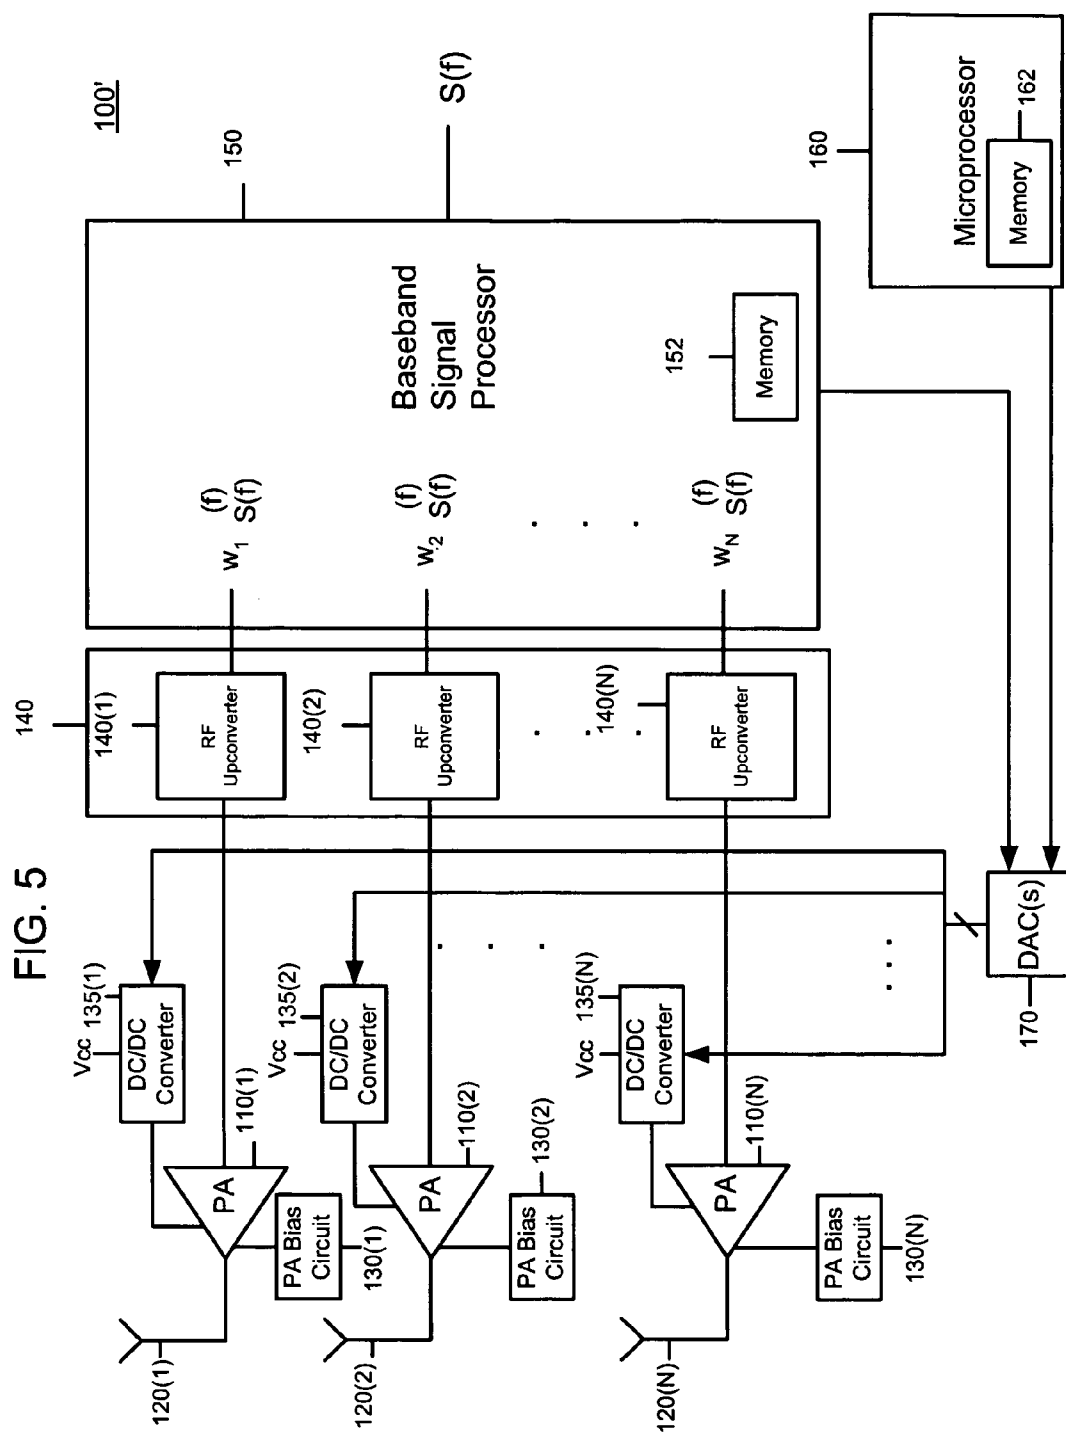 FIG. 5
100'
120(1)
PA
110(1)
PA Bias
Circuit
130(1)
Vcc
135(1)
DC/DC
Converter
120(2)
PA
110(2)
PA Bias
Circuit
130(2)
Vcc
135(2)
DC/DC
Converter
120(N)
PA
110(N)
PA Bias
Circuit
130(N)
Vcc
135(N)
DC/DC
Converter
140
140(1)
RF
Upconverter
140(2)
RF
Upconverter
140(N)
RF
Upconverter
w1 (f)
S(f)
w.2 (f)
S(f)
wN (f)
S(f)
Baseband
Signal
Processor
150
S(f)
152
Memory
170
DAC(s)
160
Microprocessor
Memory
162